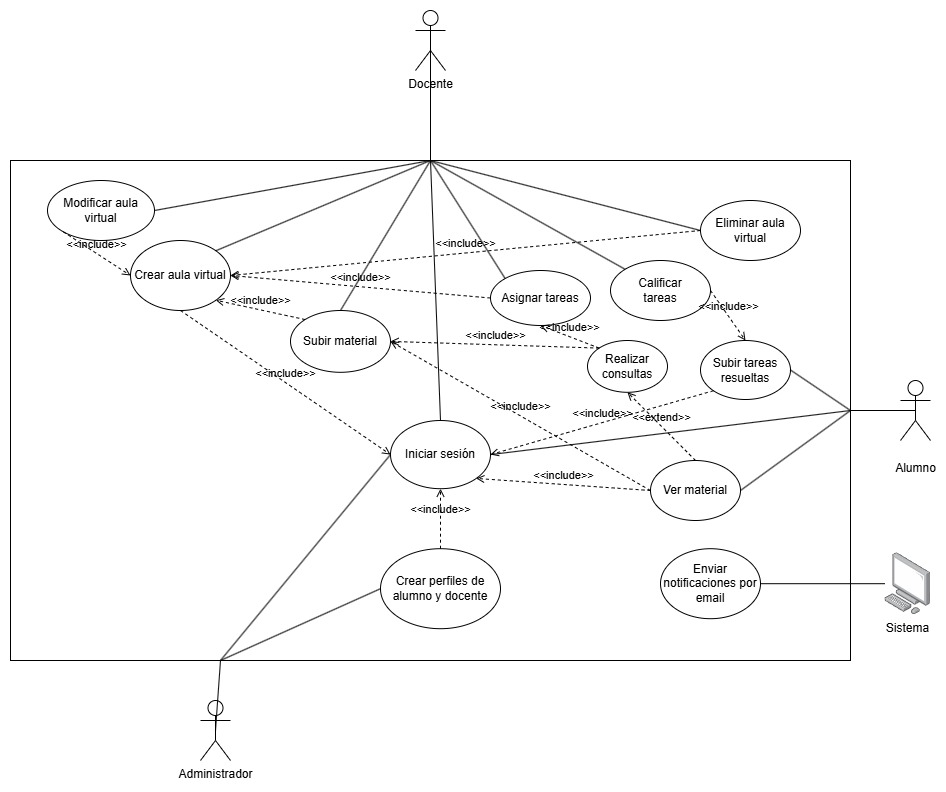 Docente
Modificar aula
virtual
<<include>>
Crear aula virtual
<<include>>
Subir material
<<include>>
<<include>>
Asignar tareas
Calificar
tareas
<<include>>
Eliminar aula
virtual
<<include>>
<<include>>
Realizar
consultas
Subir tareas
resueltas
<<include>>
<<include>>
<<include>>
<<extend>>
Iniciar sesión
<<include>>
Ver material
Alumno
<<include>>
Crear perfiles de
alumno y docente
Enviar
notificaciones por
email
Sistema
Administrador